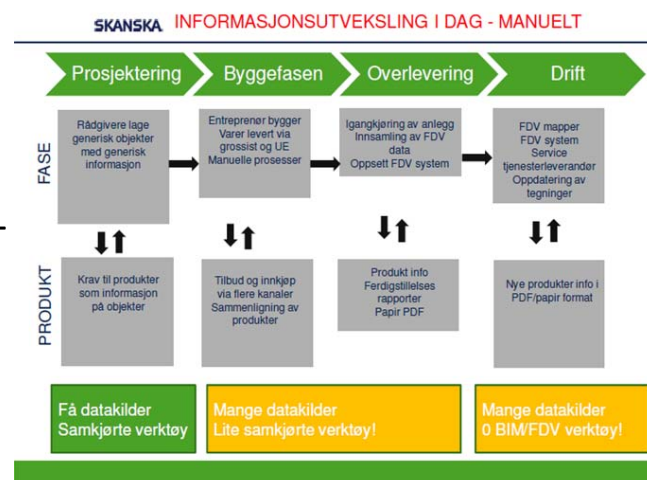 SKANSKA
INFORMASJONSUTVEKSLING I DAG - MANUELT
Prosjektering
Byggefasen
Overlevering
Drift
FASE
Rådgivere lage
generisk objekter
med generisk
informasjon
Entreprenør bygger
Varer levert via
grossist og UE
Manuelle prosesser
Igangkjøring av anlegg
Innsamling av FDV
data
Oppsett FDV system
FDV mapper
FDV system
Service
tjenesterleverandør
Oppdatering av
tegninger
PRODUKT
Krav til produkter
som informasjon
på objekter
Tilbud og innkjøp
via flere kanaler
Sammenligning av
produkter
Produkt info
Ferdigstillelses
rapporter
Papir PDF
Nye produkter info i
PDF/papir format
Få datakilder
Samkjørte verktøy
Mange datakilder
Lite samkjørte verktøy!
Mange datakilder
0 BIM/FDV verktøy!